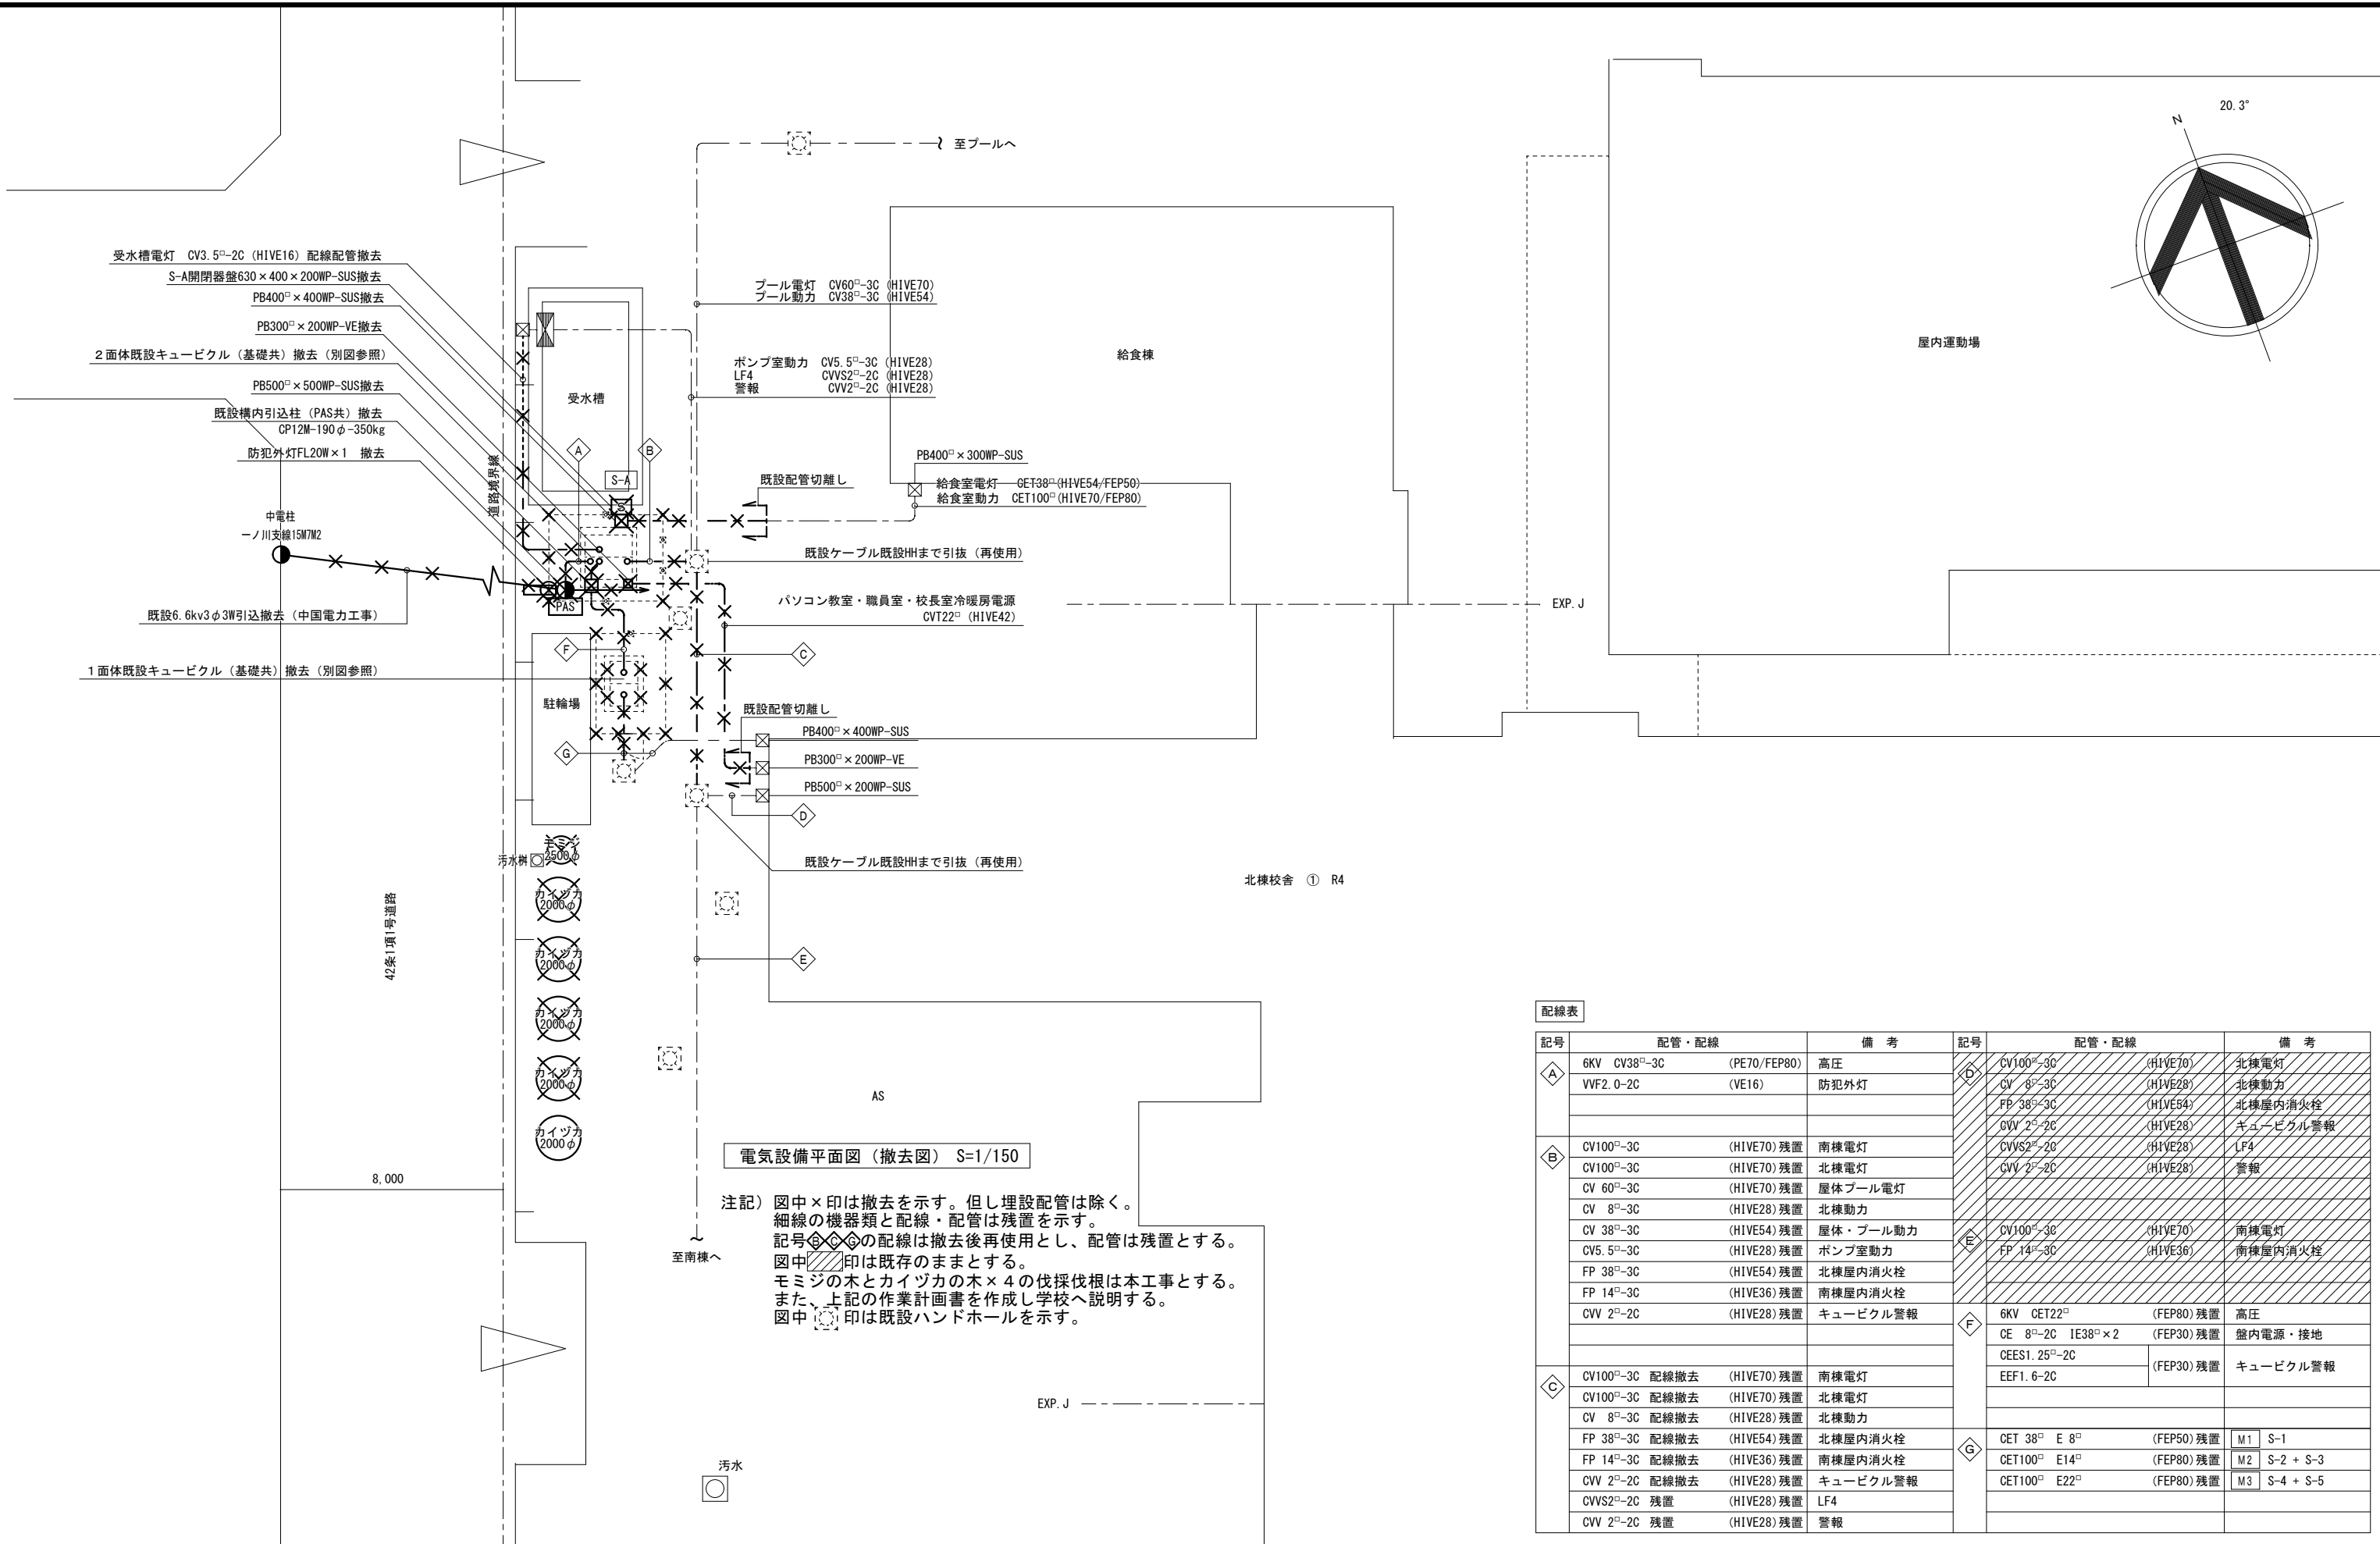 20.3°
N
至プールへ
受水槽電灯 CV3.5□-2C (HIVE16) 配線配管撤去
S-A開閉器盤630×400×200WP-SUS撤去
PB400□×400WP-SUS撤去
PB300□×200WP-VE撤去
2面体既設キュービクル(基礎共)撤去(別図参照)
PB500□×500WP-SUS撤去
既設構内引込柱(PAS共)撤去
CP12M-190φ-350kg
防犯外灯FL20W×1 撤去
中電柱
一ノ川支線15M7M2
既設6.6kv3φ3W引込撤去(中国電力工事)
1面体既設キュービクル(基礎共)撤去(別図参照)
道路境界線
受水槽
A
B
S-A
S
PAS
F
駐輪場
G
プール電灯 CV60□-3C (HIVE70)
プール動力 CV38□-3C (HIVE54)
ポンプ室動力 CV5.5□-3C (HIVE28)
LF4 CVVS2□-2C (HIVE28)
警報 CVV2□-2C (HIVE28)
給食棟
屋内運動場
PB400□×300WP-SUS
既設配管切離し
給食室電灯 CET38□(HIVE54/FEP50)
給食室動力 CET100□(HIVE70/FEP80)
既設ケーブル既設HHまで引抜(再使用)
パソコン教室・職員室・校長室冷暖房電源
CVT22□ (HIVE42)
EXP.J
C
既設配管切離し
PB400□×400WP-SUS
PB300□×200WP-VE
PB500□×200WP-SUS
D
既設ケーブル既設HHまで引抜(再使用)
北棟校舎 ① R4
E
汚水桝
モミジ
2500φ
カイヅカ
2000φ
カイヅカ
2000φ
カイヅカ
2000φ
カイヅカ
2000φ
カイヅカ
2000φ
42条1項1号道路
8,000
AS
電気設備平面図(撤去図) S=1/150
注記)図中×印は撤去を示す。但し埋設配管は除く。
細線の機器類と配線・配管は残置を示す。
記号B C Gの配線は撤去後再使用とし、配管は残置とする。
図中 印は既存のままとする。
モミジの木とカイヅカの木×4の伐採伐根は本工事とする。
また、上記の作業計画書を作成し学校へ説明する。
図中 印は既設ハンドホールを示す。
至南棟へ
EXP.J
汚水
配線表
記号 配管・配線 備考 記号 配管・配線 備考
A 6KV CV38□-3C (PE70/FEP80) 高圧
VVF2.0-2C (VE16) 防犯外灯
B CV100□-3C (HIVE70)残置 南棟電灯
CV100□-3C (HIVE70)残置 北棟電灯
CV 60□-3C (HIVE70)残置 屋体プール電灯
CV 8□-3C (HIVE28)残置 北棟動力
CV 38□-3C (HIVE54)残置 屋体・プール動力
CV5.5□-3C (HIVE28)残置 ポンプ室動力
FP 38□-3C (HIVE54)残置 北棟屋内消火栓
FP 14□-3C (HIVE36)残置 南棟屋内消火栓
CVV 2□-2C (HIVE28)残置 キュービクル警報
C CV100□-3C 配線撤去 (HIVE70)残置 南棟電灯
CV100□-3C 配線撤去 (HIVE70)残置 北棟電灯
CV 8□-3C 配線撤去 (HIVE28)残置 北棟動力
FP 38□-3C 配線撤去 (HIVE54)残置 北棟屋内消火栓
FP 14□-3C 配線撤去 (HIVE36)残置 南棟屋内消火栓
CVV 2□-2C 配線撤去 (HIVE28)残置 キュービクル警報
CVVS2□-2C 残置 (HIVE28)残置 LF4
CVV 2□-2C 残置 (HIVE28)残置 警報
D CV100□-3C (HIVE70) 北棟電灯
CV 8□-3C (HIVE28) 北棟動力
FP 38□-3C (HIVE54) 北棟屋内消火栓
CVV 2□-2C (HIVE28) キュービクル警報
CVVS2□-2C (HIVE28) LF4
CVV 2□-2C (HIVE28) 警報
E CV100□-3C (HIVE70) 南棟電灯
FP 14□-3C (HIVE36) 南棟屋内消火栓
F 6KV CET22□ (FEP80)残置 高圧
CE 8□-2C IE38□×2 (FEP30)残置 盤内電源・接地
CEES1.25□-2C (FEP30)残置 キュービクル警報
EEF1.6-2C
G CET 38□ E 8□ (FEP50)残置 M1 S-1
CET100□ E14□ (FEP80)残置 M2 S-2 + S-3
CET100□ E22□ (FEP80)残置 M3 S-4 + S-5